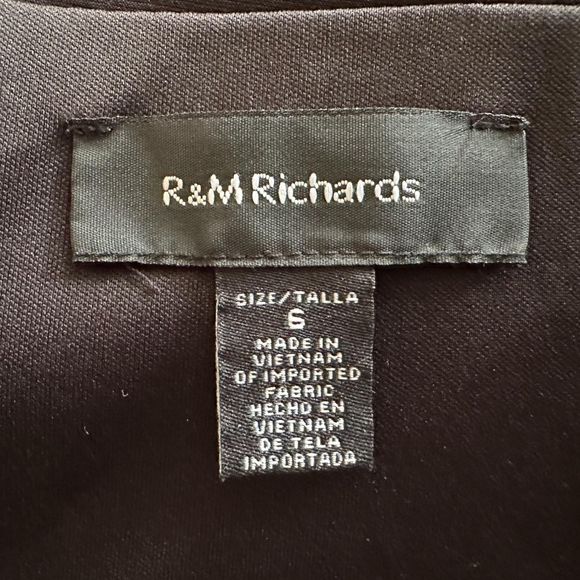 R&M Richards
SIZE/TALLA
6
MADE IN
VIETNAM
OF IMPORTED
FABRIC
HECHO EN
VIETNAM
DE TELA
IMPORTADA